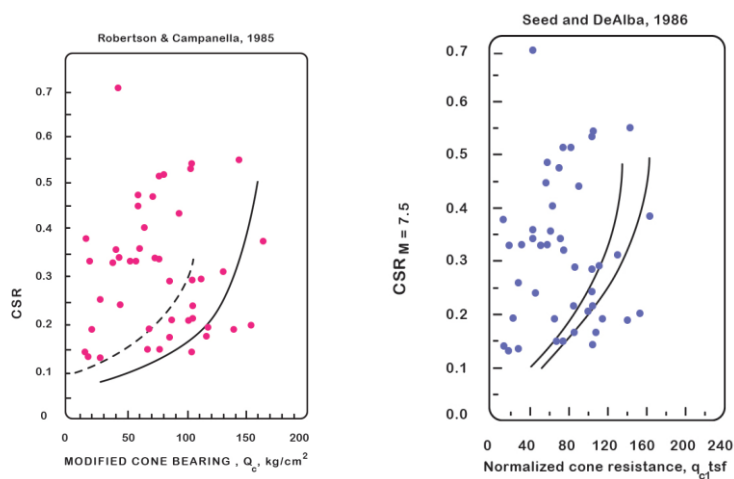 Robertson & Campanella, 1985
CSR
0.7
0.6
0.5
0.4
0.3
0.2
0.1
0
0 50 100 150 200
MODIFIED CONE BEARING , Qc, kg/cm2
Seed and DeAlba, 1986
CSR M = 7.5
0.7
0.6
0.5
0.4
0.3
0.2
0.1
0.0
0 40 80 120 160 200 240
Normalized cone resistance, qc1tsf